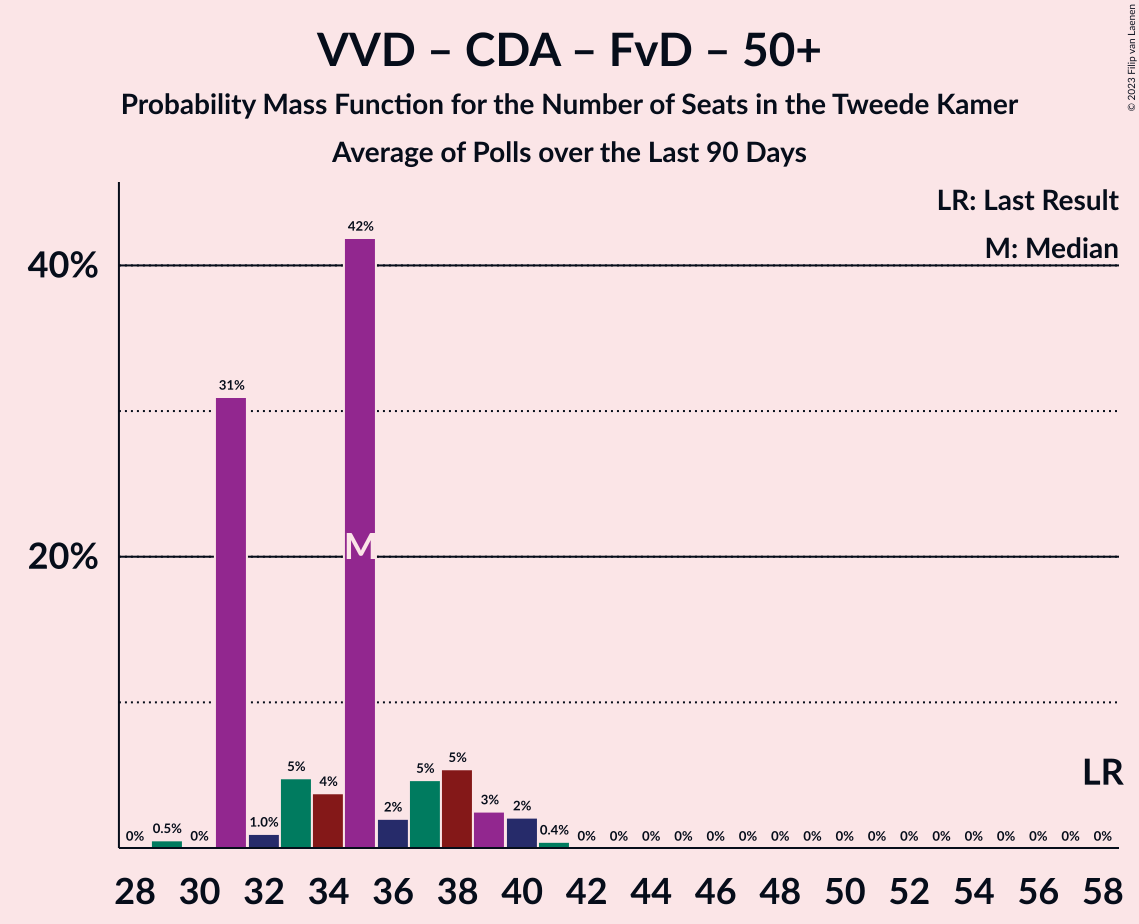 VVD – CDA – FvD – 50+
Probability Mass Function for the Number of Seats in the Tweede Kamer
Average of Polls over the Last 90 Days
© 2023 Filip van Laenen
LR: Last Result
M: Median
42%
40%
31%
M
20%
LR
0% 0.5% 0% 1.0% 5% 4% 2% 5% 5% 3% 2% 0.4% 0% 0% 0% 0% 0% 0% 0% 0% 0% 0% 0% 0% 0% 0% 0% 0% 0%
28 30 32 34 36 38 40 42 44 46 48 50 52 54 56 58